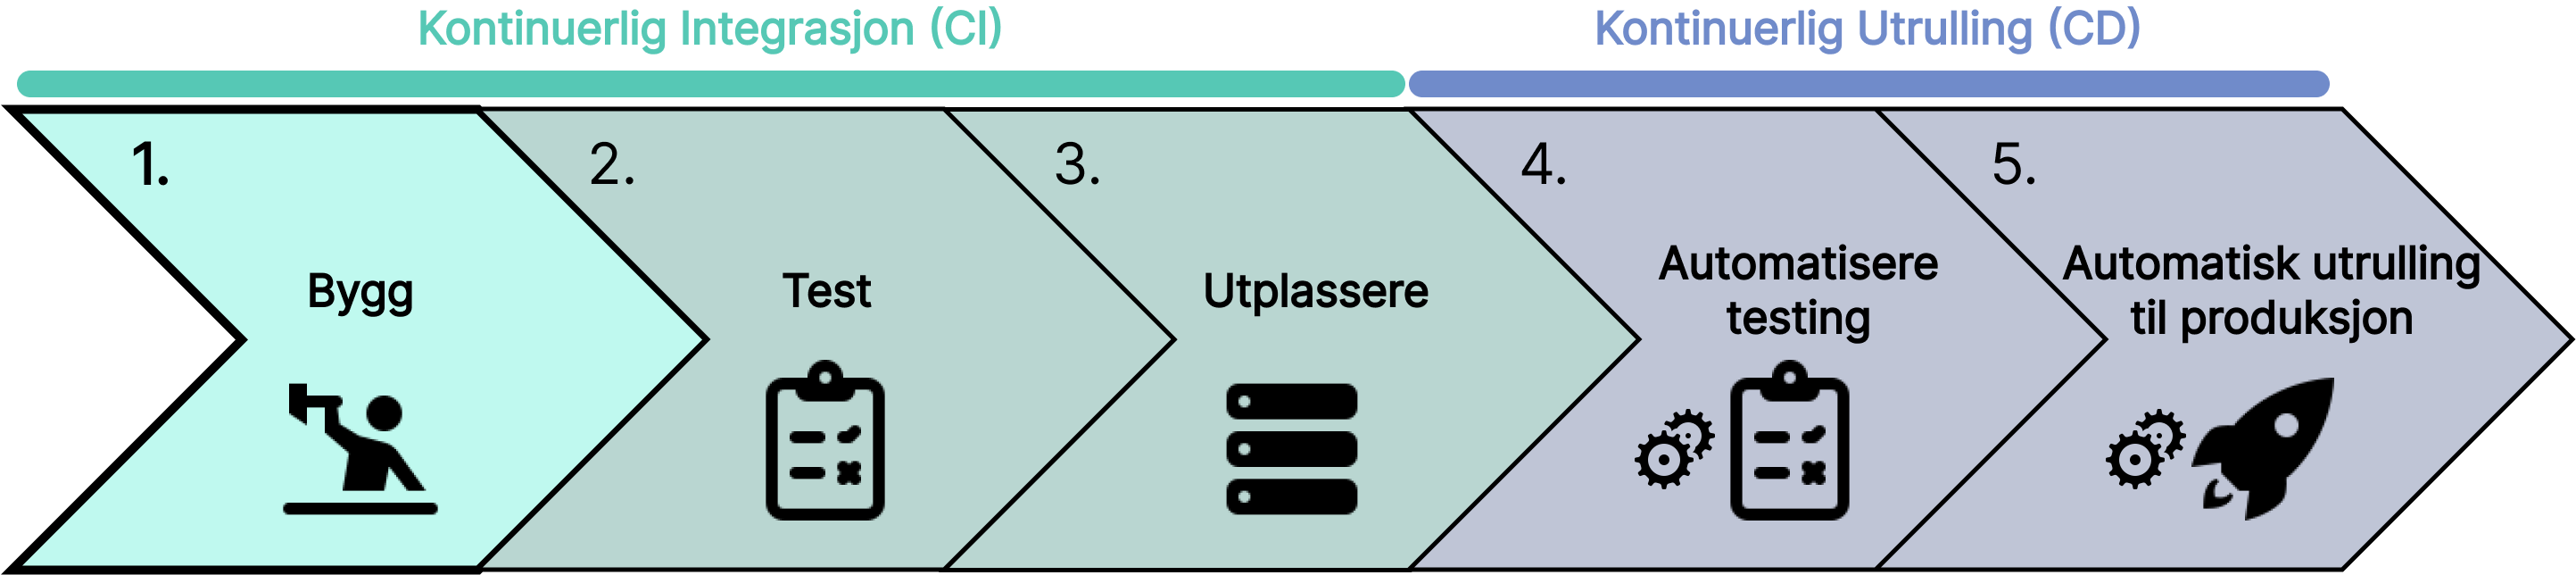 Kontinuerlig Integrasjon (CI)
Kontinuerlig Utrulling (CD)
1.
Bygg
2.
Test
3.
Utplassere
4.
Automatisere
testing
5.
Automatisk utrulling
til produksjon